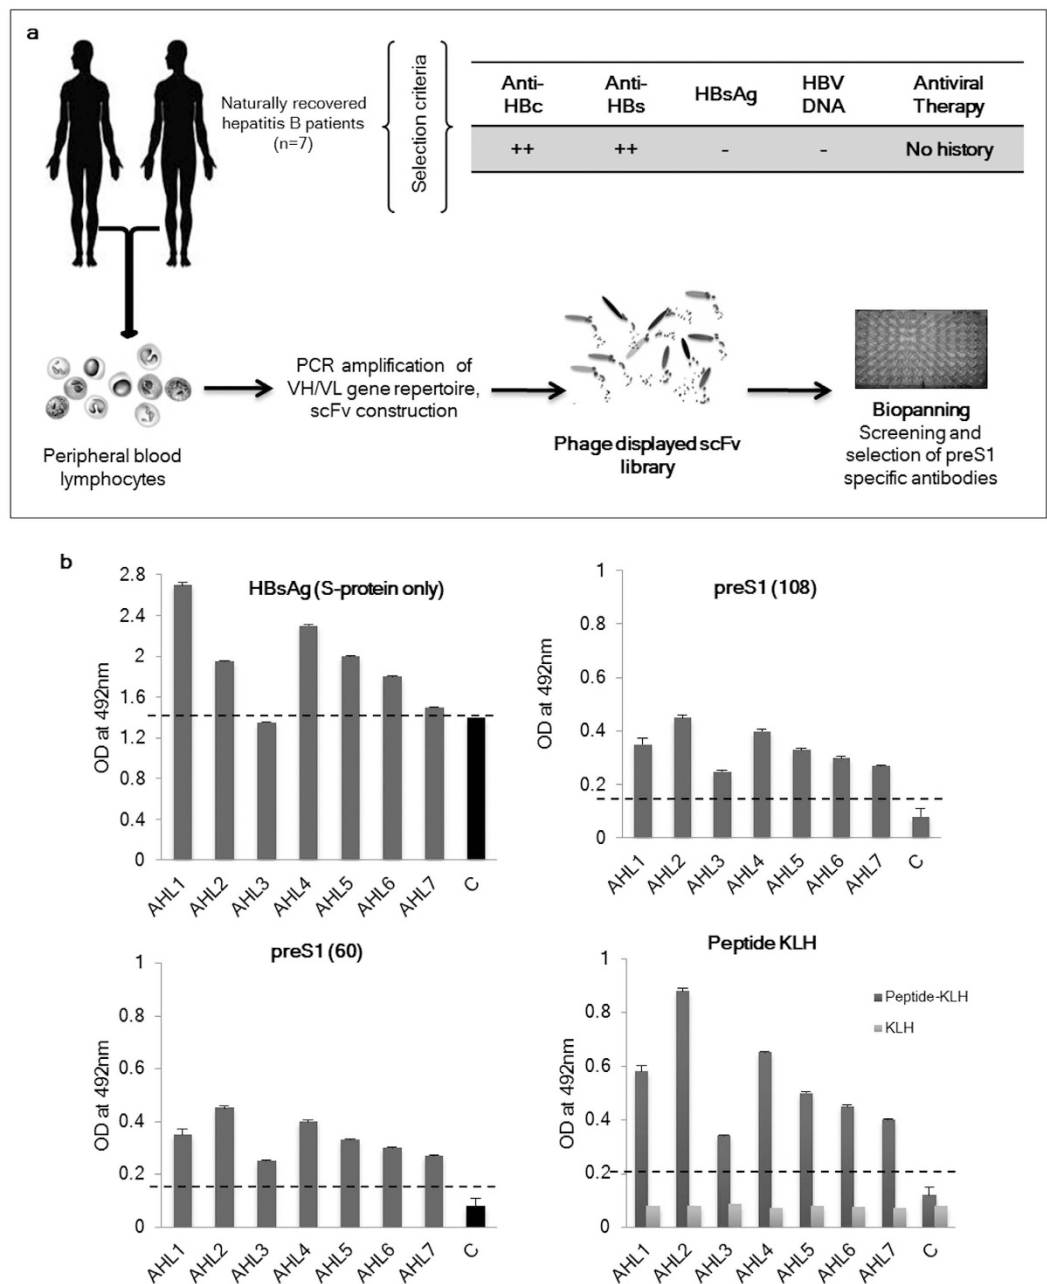 a
Naturally recovered
hepatitis B patients
(n=7)
Selection criteria
Anti-
HBc
Anti-
HBs
HBsAg
HBV
DNA
Antiviral
Therapy
++
++
-
-
No history
Peripheral blood
lymphocytes
PCR amplification of
VH/VL gene repertoire,
scFv construction
Phage displayed scFv
library
Biopanning
Screening and
selection of preS1
specific antibodies
b
HBsAg (S-protein only)
OD at 492nm
2.8
2.4
2
1.6
1.2
0.8
0.4
0
AHL1
AHL2
AHL3
AHL4
AHL5
AHL6
AHL7
C
preS1 (108)
OD at 492nm
1
0.8
0.6
0.4
0.2
0
AHL1
AHL2
AHL3
AHL4
AHL5
AHL6
AHL7
C
preS1 (60)
OD at 492nm
1
0.8
0.6
0.4
0.2
0
AHL1
AHL2
AHL3
AHL4
AHL5
AHL6
AHL7
C
Peptide KLH
OD at 492nm
1
0.8
0.6
0.4
0.2
0
Peptide-KLH
KLH
AHL1
AHL2
AHL3
AHL4
AHL5
AHL6
AHL7
C